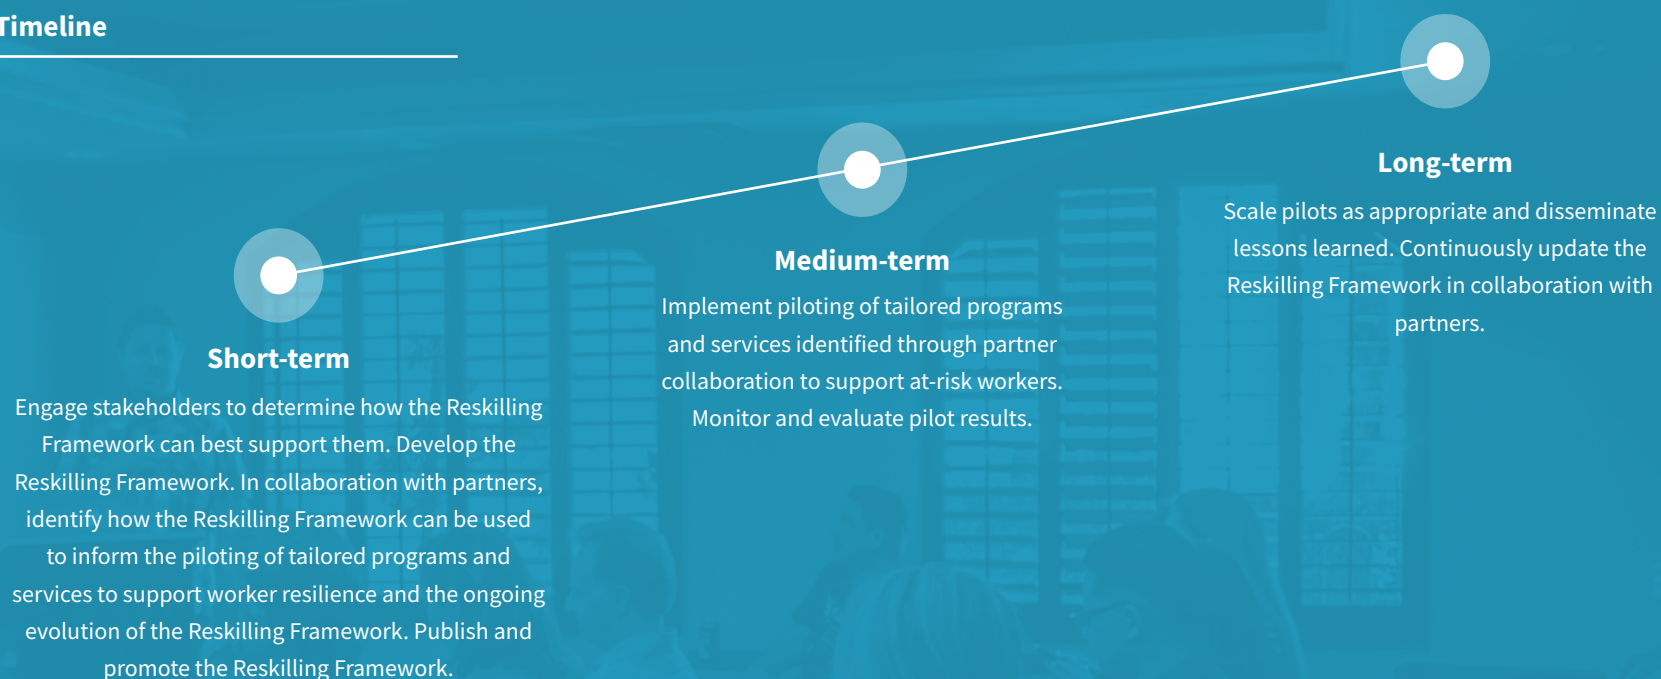 Timeline
Short-term
Engage stakeholders to determine how the Reskilling
Framework can best support them. Develop the
Reskilling Framework. In collaboration with partners,
identify how the Reskilling Framework can be used
to inform the piloting of tailored programs and
services to support worker resilience and the ongoing
evolution of the Reskilling Framework. Publish and
promote the Reskilling Framework.
Medium-term
Implement piloting of tailored programs
and services identified through partner
collaboration to support at-risk workers.
Monitor and evaluate pilot results.
Long-term
Scale pilots as appropriate and disseminate
lessons learned. Continuously update the
Reskilling Framework in collaboration with
partners.